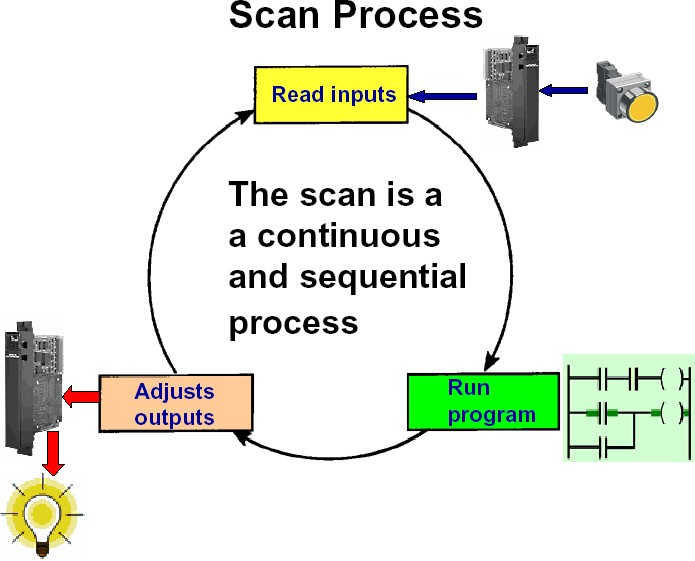 Scan Process
Read inputs
The scan is a
a continuous
and sequential
process
Adjusts
outputs
Run
program